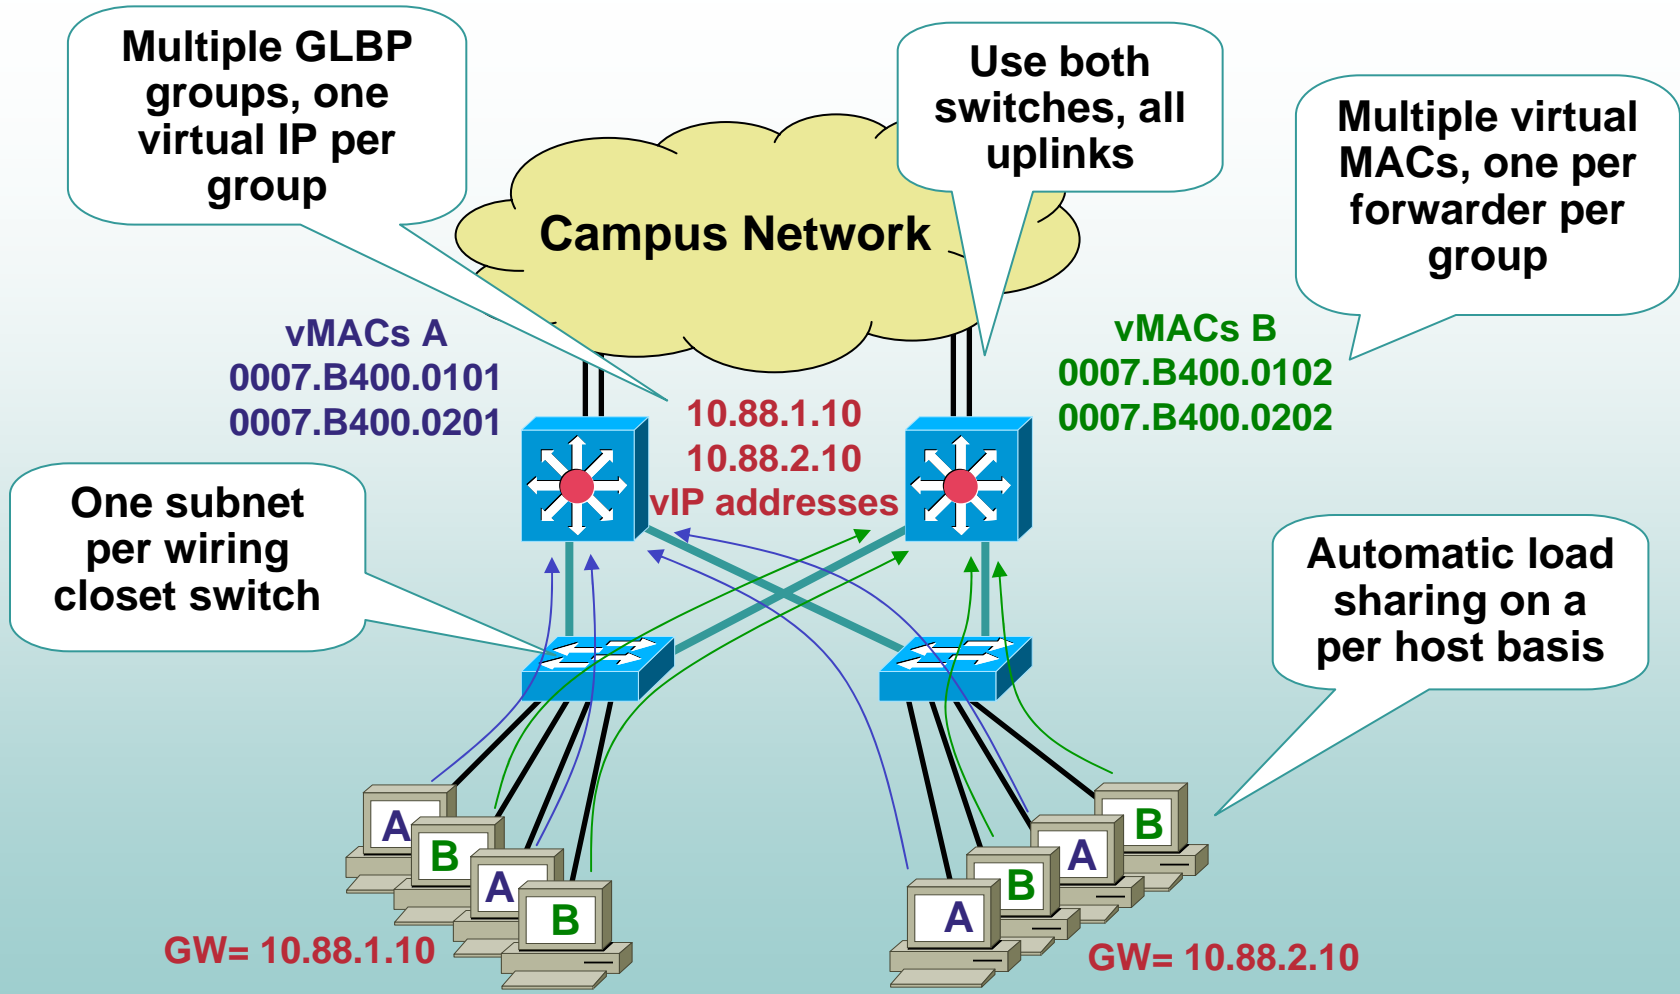 Multiple GLBP
groups, one
virtual IP per
group
Use both
switches, all
uplinks
Multiple virtual
MACs, one per
forwarder per
group
Campus Network
vMACs A
0007.B400.0101
0007.B400.0201
10.88.1.10
10.88.2.10
vIP addresses
vMACs B
0007.B400.0102
0007.B400.0202
One subnet
per wiring
closet switch
Automatic load
sharing on a
per host basis
A
B
A
B
A
B
A
B
GW= 10.88.1.10
GW= 10.88.2.10